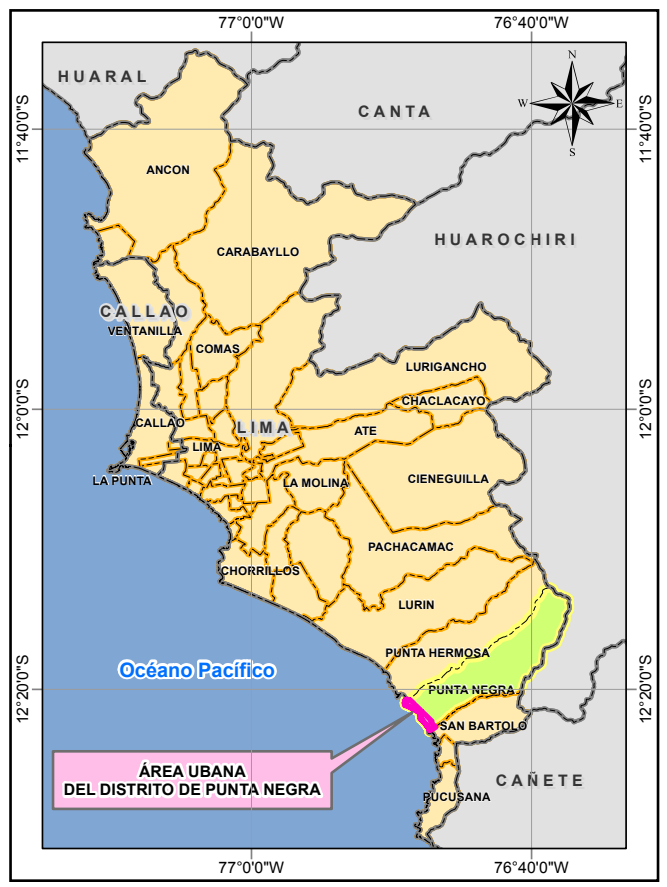 77°0'0"W
76°40'0"W
HUARAL
N
CANTA
W
E
S
11°40'0"S
11°40'0"S
ANCON
HUAROCHIRI
CARABAYLLO
CALLAO
VENTANILLA
COMAS
LURIGANCHO
CHACLACAYO
12°0'0"S
12°0'0"S
CALLAO
LIMA
ATE
LIMA
LA PUNTA
LA MOLINA
CIENEGUILLA
PACHACAMAC
CHORRILLOS
LURIN
PUNTA HERMOSA
Océano Pacífico
12°20'0"S
12°20'0"S
PUNTA NEGRA
SAN BARTOLO
ÁREA UBANA
DEL DISTRITO DE PUNTA NEGRA
CAÑETE
PUCUSANA
77°0'0"W
76°40'0"W